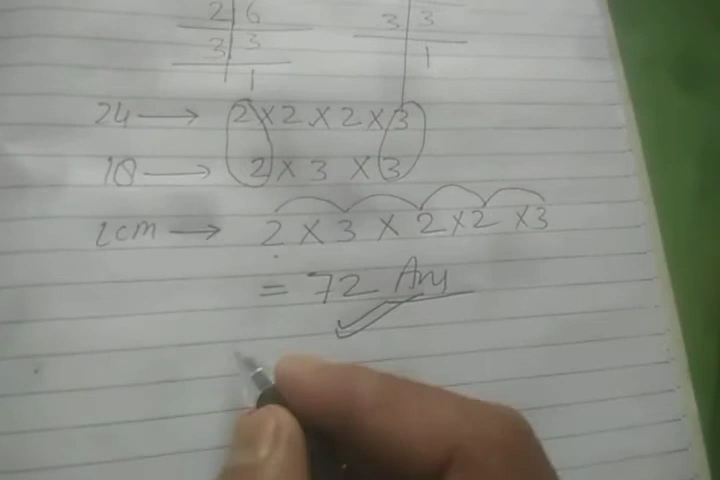 2 6
3 3
3 3
1
1
24 → 2 × 2 × 2 × 3
18 → 2 × 3 × 3
lcm → 2 × 3 × 2 × 2 × 3
= 72 Ans